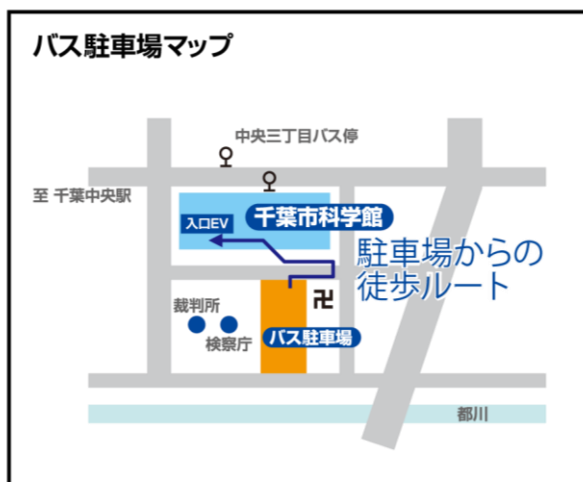 バス駐車場マップ
中央三丁目バス停
至 千葉中央駅
入口EV
千葉市科学館
駐車場からの
徒歩ルート
卍
裁判所
検察庁
バス駐車場
都川